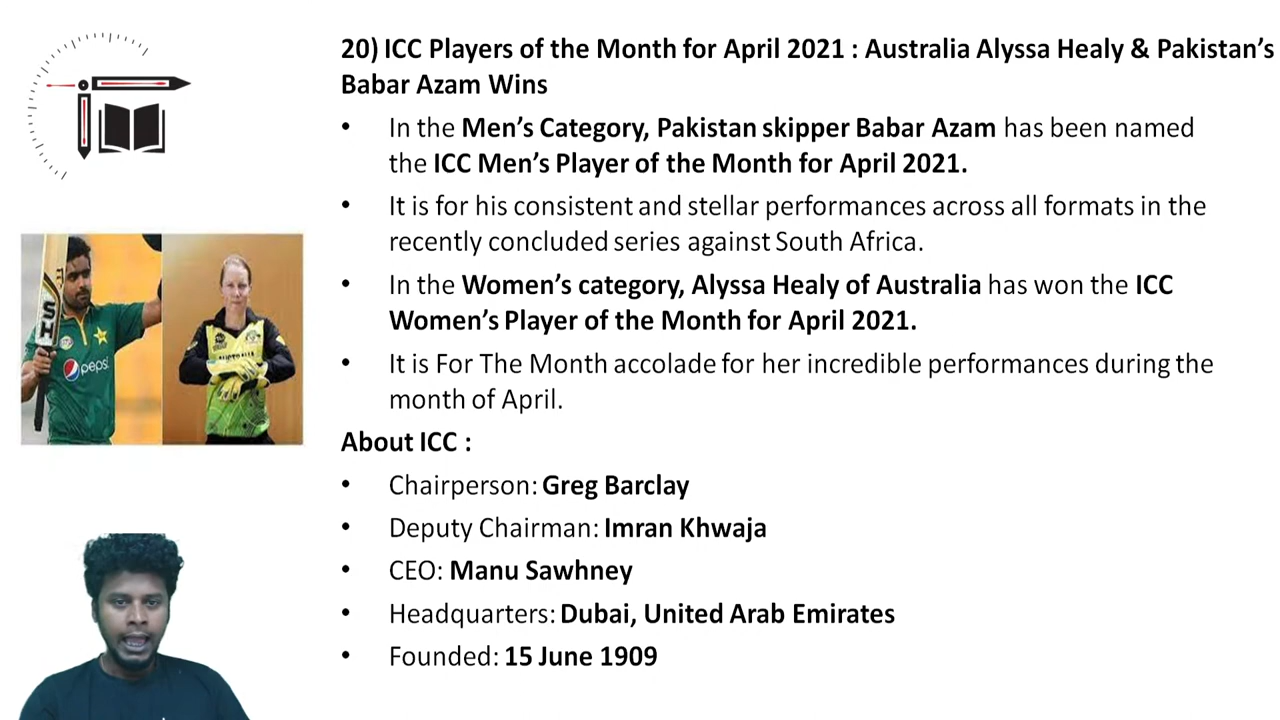 20) ICC Players of the Month for April 2021 : Australia Alyssa Healy & Pakistan’s
Babar Azam Wins
• In the Men’s Category, Pakistan skipper Babar Azam has been named
the ICC Men’s Player of the Month for April 2021.
• It is for his consistent and stellar performances across all formats in the
recently concluded series against South Africa.
• In the Women’s category, Alyssa Healy of Australia has won the ICC
Women’s Player of the Month for April 2021.
• It is For The Month accolade for her incredible performances during the
month of April.
About ICC :
• Chairperson: Greg Barclay
• Deputy Chairman: Imran Khwaja
• CEO: Manu Sawhney
• Headquarters: Dubai, United Arab Emirates
• Founded: 15 June 1909
SH
pepsi
AUSTRALIA